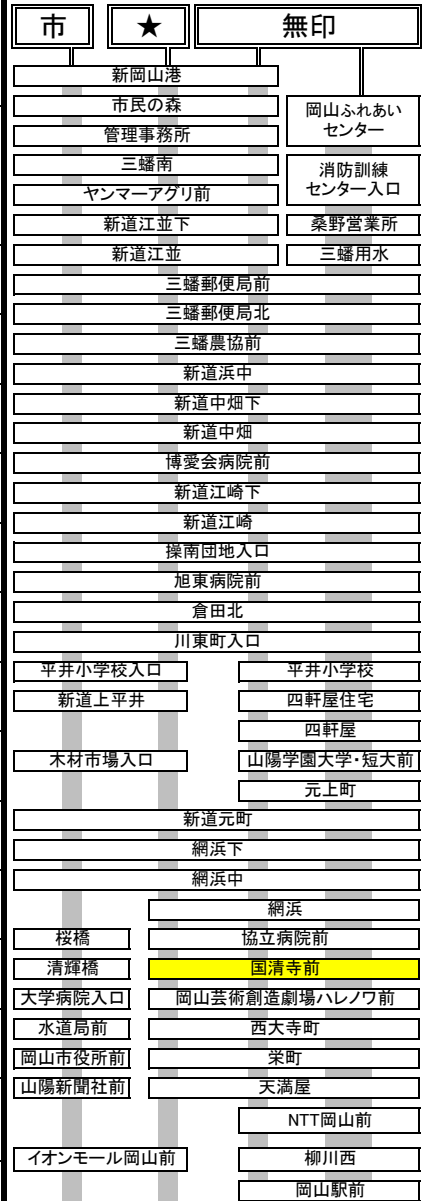 市 ★ 無印
新岡山港
市民の森
岡山ふれあい
センター
管理事務所
三蟠南
消防訓練
センター入口
ヤンマーアグリ前
新道江並下 桑野営業所
新道江並 三蟠用水
三蟠郵便局前
三蟠郵便局北
三蟠農協前
新道浜中
新道中畑下
新道中畑
博愛会病院前
新道江崎下
新道江崎
操南団地入口
旭東病院前
倉田北
川東町入口
平井小学校入口 平井小学校
新道上平井 四軒屋住宅
四軒屋
木材市場入口 山陽学園大学・短大前
元上町
新道元町
網浜下
網浜中
網浜
桜橋 協立病院前
清輝橋 国清寺前
大学病院入口 岡山芸術創造劇場ハレノワ前
水道局前 西大寺町
岡山市役所前 栄町
山陽新聞社前 天満屋
NTT岡山前
イオンモール岡山前 柳川西
岡山駅前